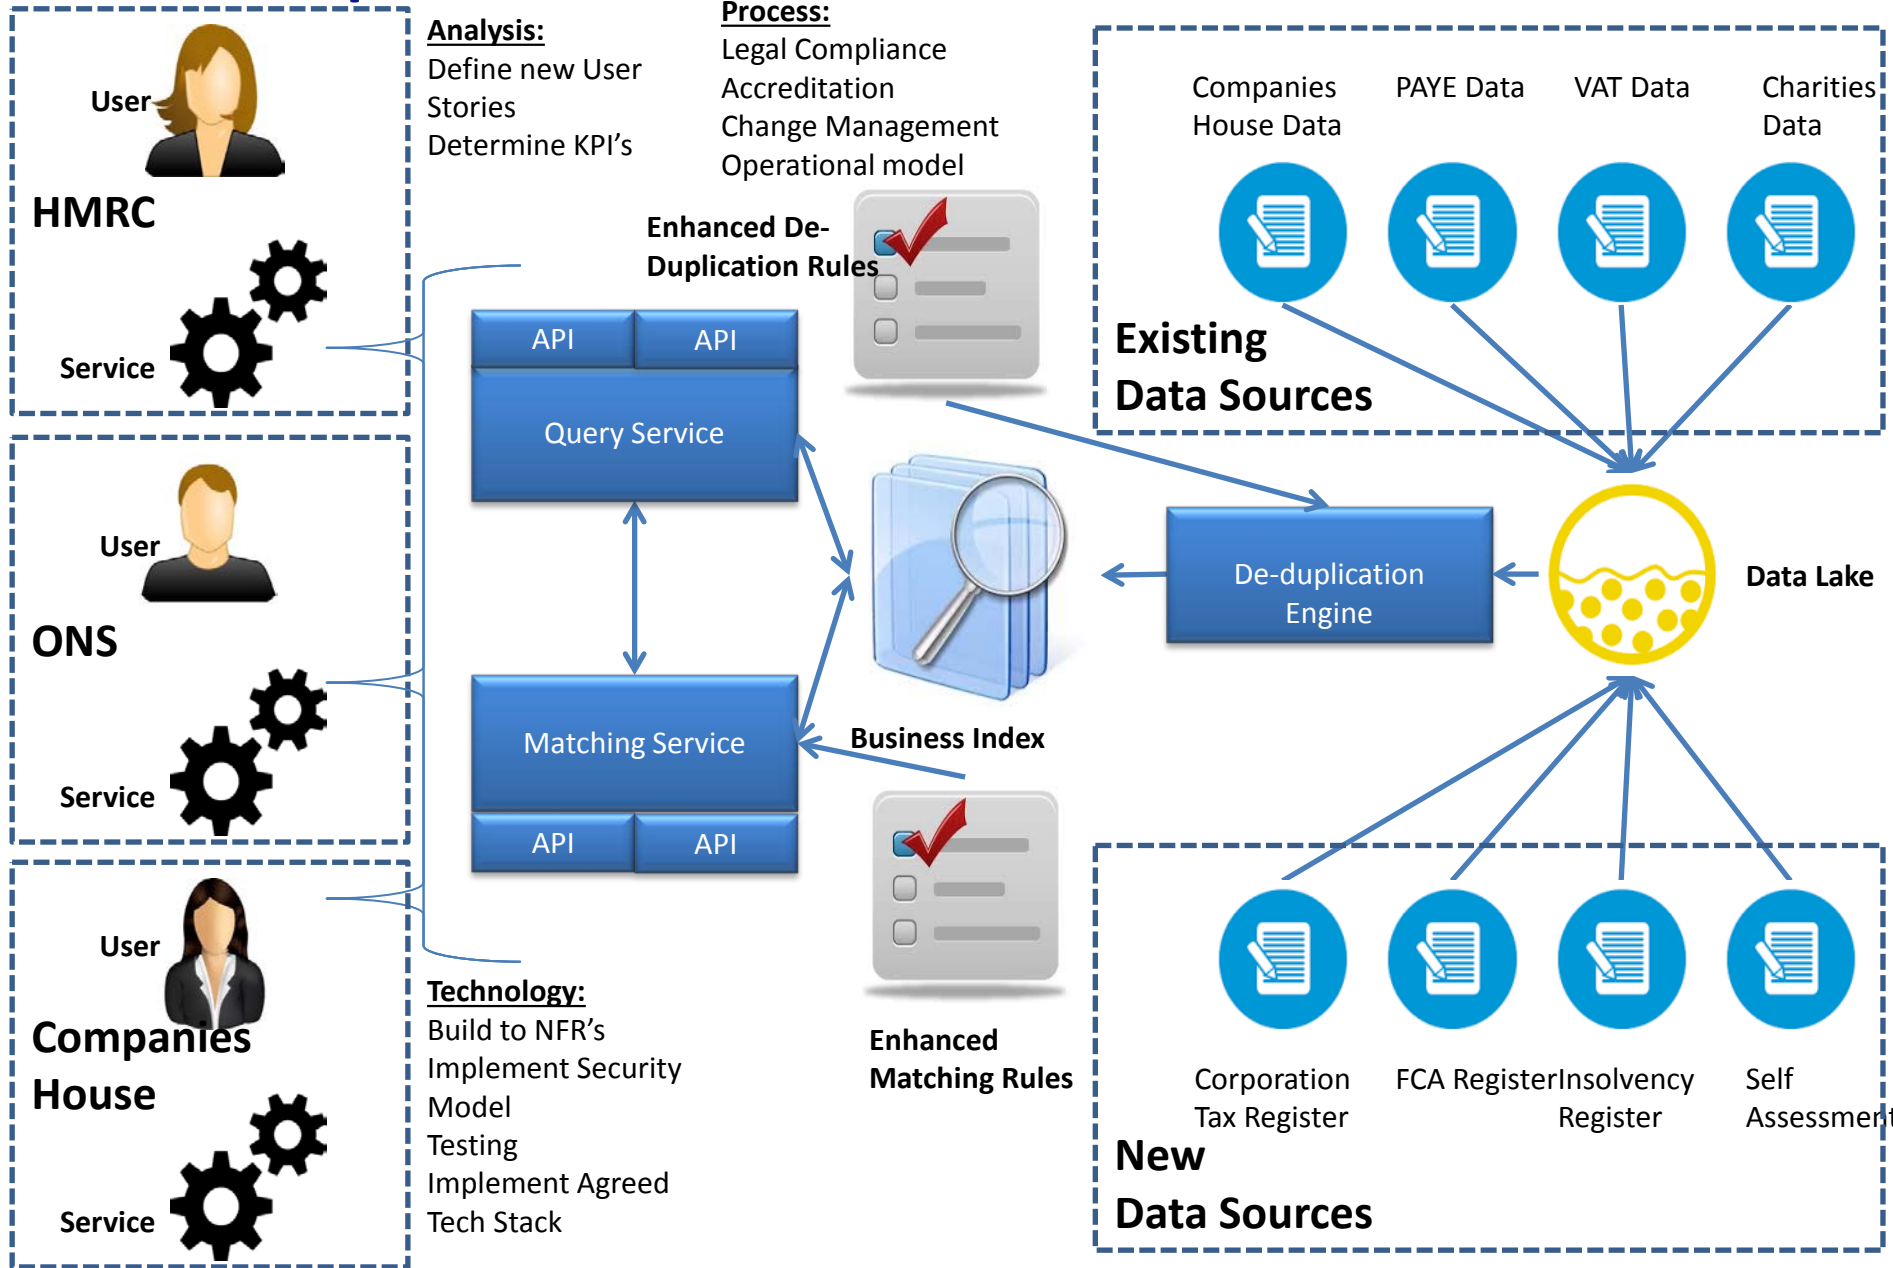 User
HMRC
Service
User
ONS
Service
User
Companies
House
Service
Analysis:
Define new User
Stories
Determine KPI's
Process:
Legal Compliance
Accreditation
Change Management
Operational model
Enhanced De-
Duplication Rules
API
API
Query Service
Matching Service
API
API
Business Index
Enhanced
Matching Rules
Technology:
Build to NFR's
Implement Security
Model
Testing
Implement Agreed
Tech Stack
De-duplication
Engine
Data Lake
Companies
House Data
PAYE Data
VAT Data
Charities
Data
Existing
Data Sources
Corporation
Tax Register
FCA Register
Insolvency
Register
Self
Assessment
New
Data Sources